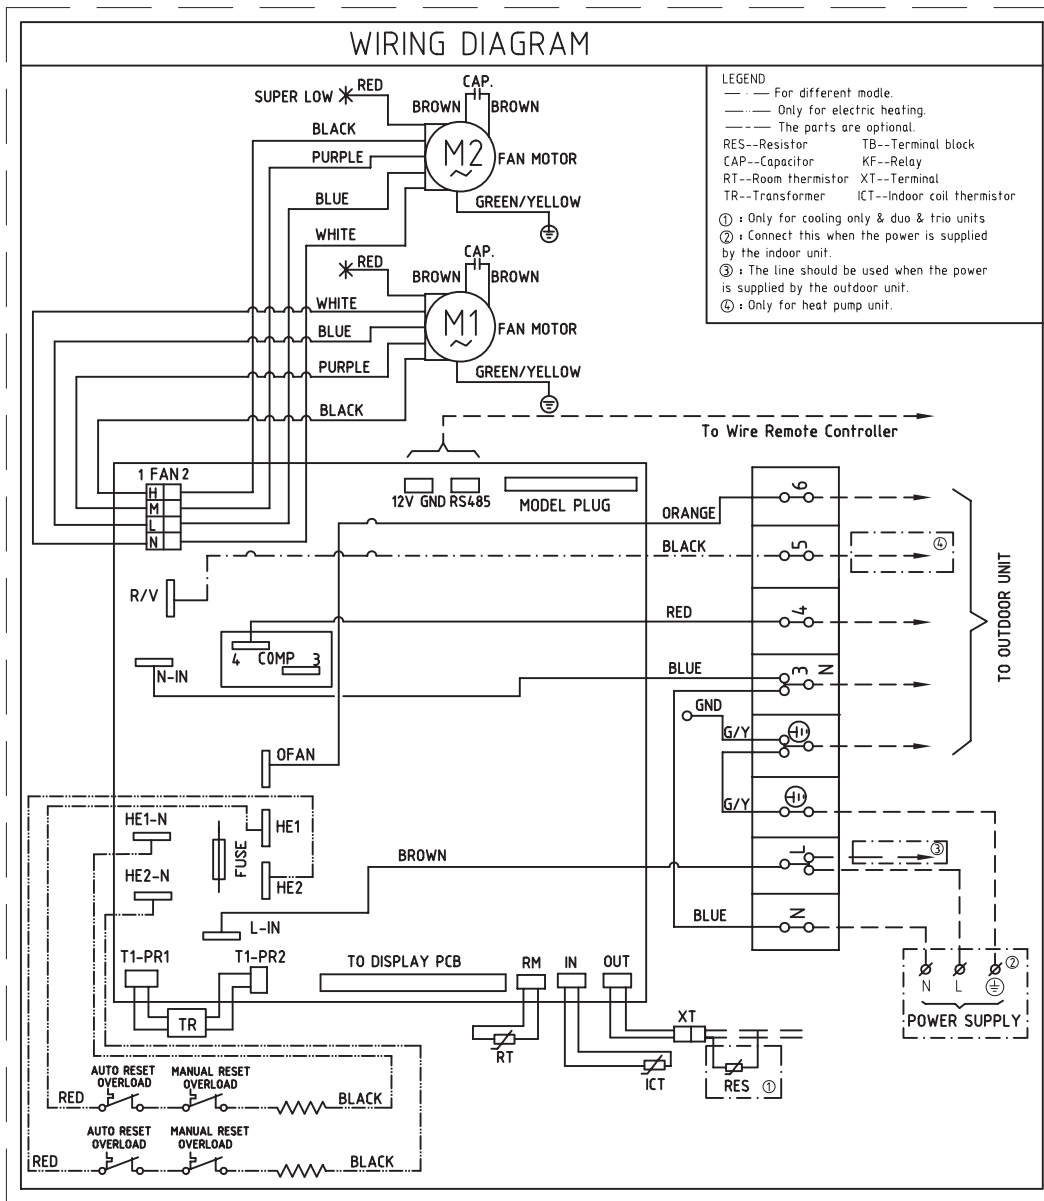 WIRING DIAGRAM
LEGEND
For different modle.
Only for electric heating.
The parts are optional.
RES--Resistor TB--Terminal block
CAP--Capacitor KF--Relay
RT--Room thermistor XT--Terminal
TR--Transformer ICT--Indoor coil thermistor
① : Only for cooling only & duo & trio units
② : Connect this when the power is supplied
by the indoor unit.
③ : The line should be used when the power
is supplied by the outdoor unit.
④ : Only for heat pump unit.
SUPER LOW
RED
CAP.
BROWN
BROWN
BLACK
PURPLE
M2
FAN MOTOR
BLUE
GREEN/YELLOW
WHITE
RED
CAP.
BROWN
BROWN
WHITE
BLUE
M1
FAN MOTOR
PURPLE
GREEN/YELLOW
BLACK
To Wire Remote Controller
1 FAN 2
H
M
L
N
12V GND RS485
MODEL PLUG
ORANGE
6
BLACK
5
④
R/V
RED
4
TO OUTDOOR UNIT
4 COMP 3
N-IN
BLUE
3
N
GND
G/Y
OFAN
G/Y
HE1-N
HE1
FUSE
HE2-N
HE2
BROWN
L
③
L-IN
BLUE
N
T1-PR1
T1-PR2
TO DISPLAY PCB
RM
IN
OUT
②
N
L
POWER SUPPLY
TR
XT
RT
ICT
RES ①
AUTO RESET
OVERLOAD
MANUAL RESET
OVERLOAD
RED
BLACK
AUTO RESET
OVERLOAD
MANUAL RESET
OVERLOAD
RED
BLACK